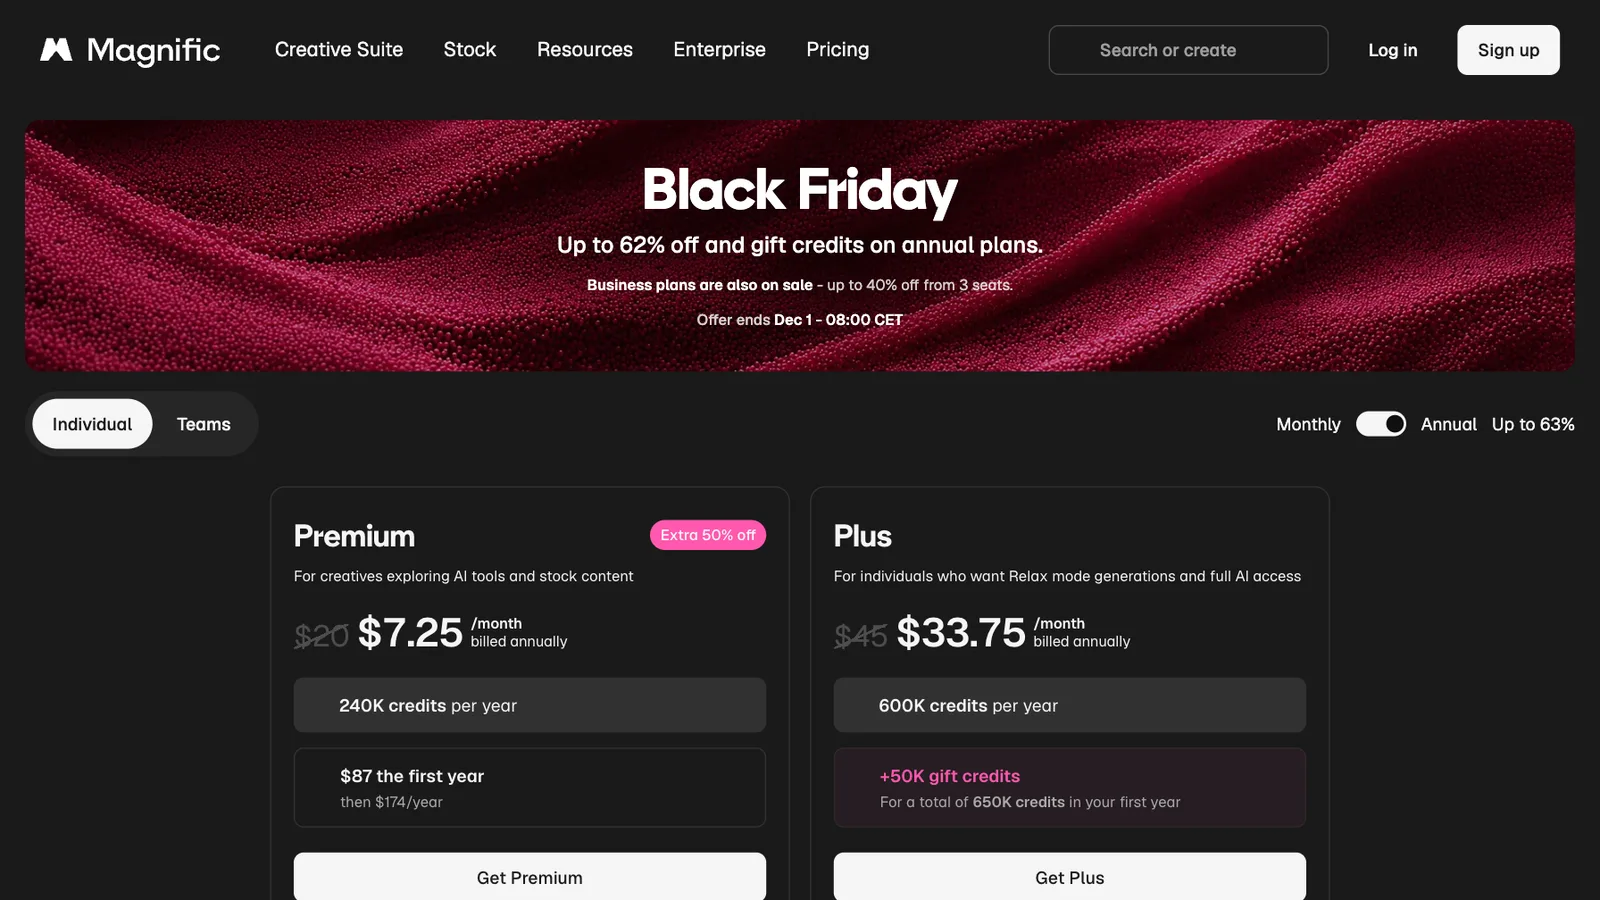 Magnific
Creative Suite
Stock
Resources
Enterprise
Pricing
Search or create
Log in
Sign up
Black Friday
Up to 62% off and gift credits on annual plans.
Business plans are also on sale - up to 40% off from 3 seats.
Offer ends Dec 1 - 08:00 CET
Individual
Teams
Monthly
Annual
Up to 63%
Premium
Extra 50% off
For creatives exploring AI tools and stock content
$20 $7.25 /month
billed annually
240K credits per year
$87 the first year
then $174/year
Get Premium
Plus
For individuals who want Relax mode generations and full AI access
$45 $33.75 /month
billed annually
600K credits per year
+50K gift credits
For a total of 650K credits in your first year
Get Plus